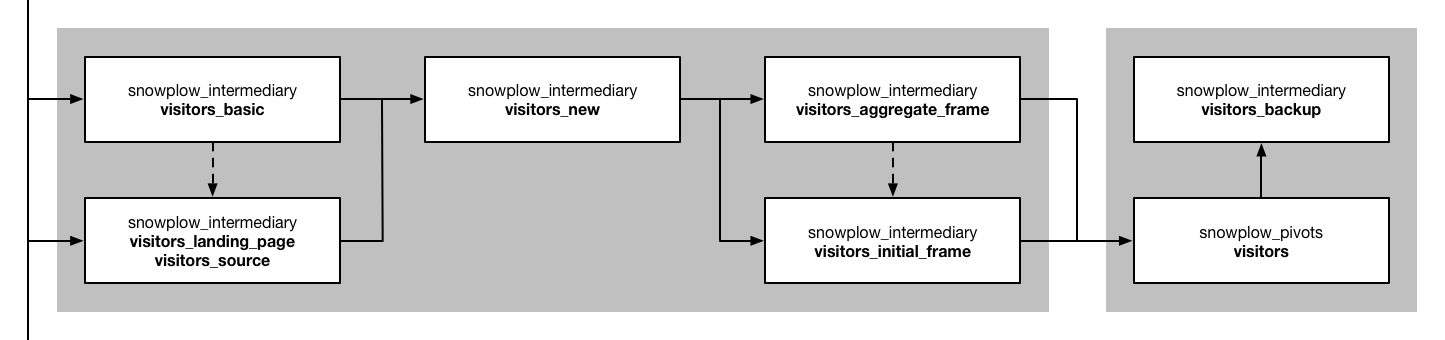 snowplow_intermediary
visitors_basic
snowplow_intermediary
visitors_new
snowplow_intermediary
visitors_aggregate_frame
snowplow_intermediary
visitors_backup
snowplow_intermediary
visitors_landing_page
visitors_source
snowplow_intermediary
visitors_initial_frame
snowplow_pivots
visitors